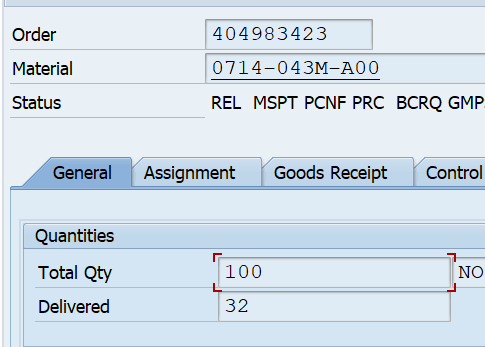 Order 404983423
Material 0714-043M-A00
Status REL MSPT PCNF PRC BCRQ GMPS
General Assignment Goods Receipt Control
Quantities
Total Qty 100 NO
Delivered 32